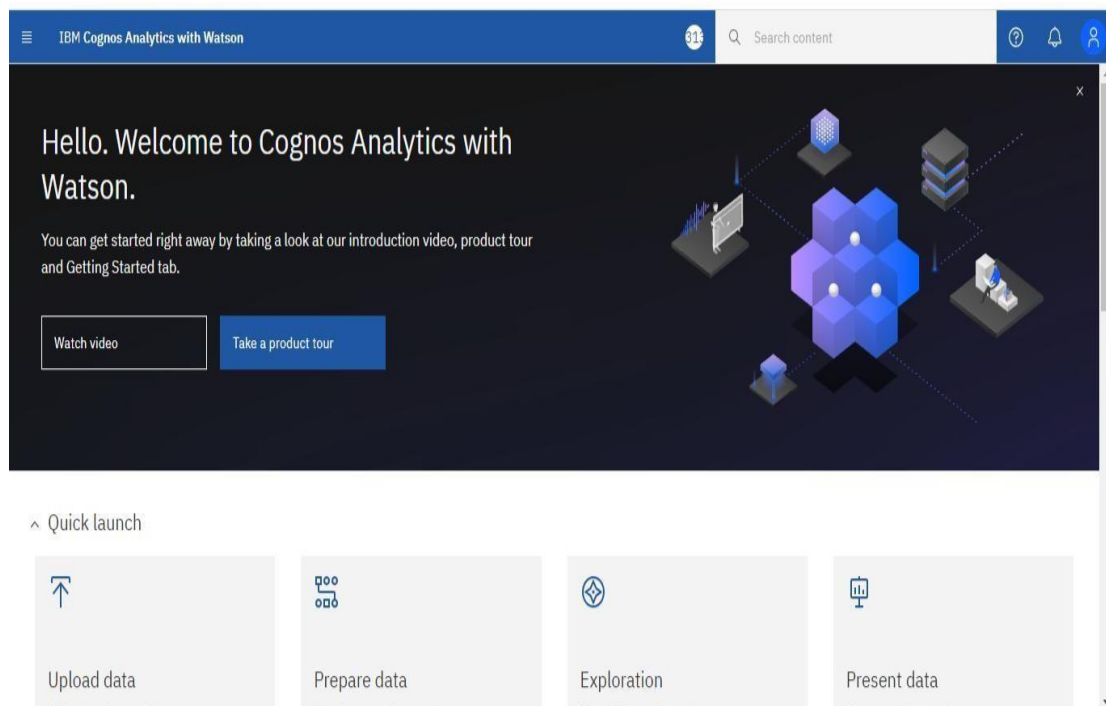 IBM Cognos Analytics with Watson
313
Search content
Hello. Welcome to Cognos Analytics with
Watson.
You can get started right away by taking a look at our introduction video, product tour
and Getting Started tab.
Watch video
Take a product tour
Quick launch
Upload data
Prepare data
Exploration
Present data